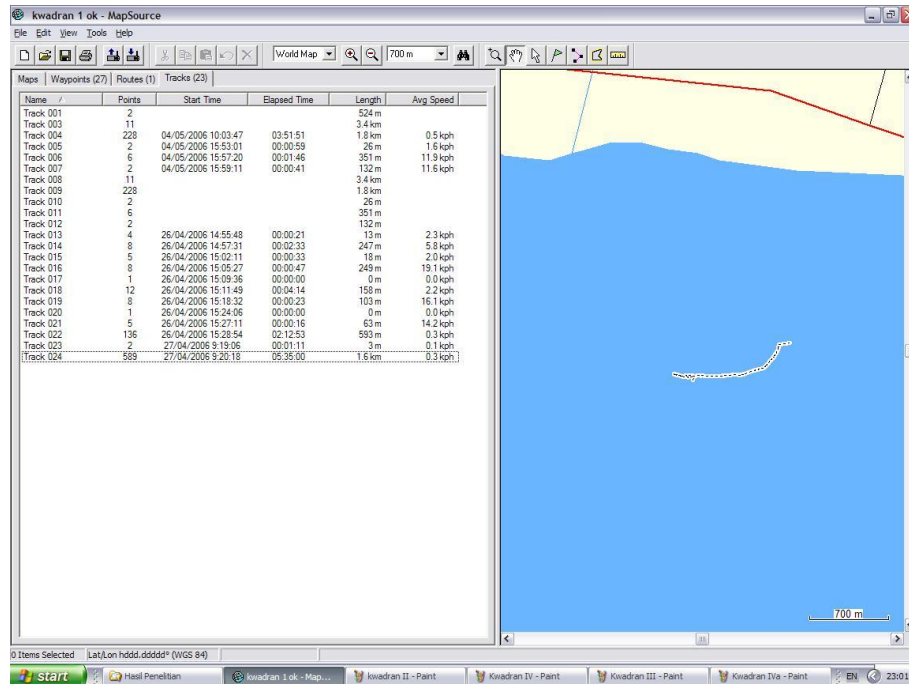 kwadran 1 ok - MapSource
File Edit View Tools Help
World Map 700 m
Maps Waypoints (27) Routes (1) Tracks (23)
Name Points Start Time Elapsed Time Length Avg Speed
Track 001 2 524 m
Track 003 11 3.4 km
Track 004 228 04/05/2006 10:03:47 03:51:51 1.8 km 0.5 kph
Track 005 2 04/05/2006 15:53:01 00:00:59 26 m 1.6 kph
Track 006 6 04/05/2006 15:57:20 00:01:46 351 m 11.9 kph
Track 007 2 04/05/2006 15:59:11 00:00:41 132 m 11.6 kph
Track 008 11 3.4 km
Track 009 228 1.8 km
Track 010 2 26 m
Track 011 6 351 m
Track 012 2 132 m
Track 013 4 26/04/2006 14:55:48 00:00:21 13 m 2.3 kph
Track 014 8 26/04/2006 14:57:31 00:02:33 247 m 5.8 kph
Track 015 5 26/04/2006 15:02:11 00:00:33 18 m 2.0 kph
Track 016 8 26/04/2006 15:05:27 00:00:47 249 m 19.1 kph
Track 017 1 26/04/2006 15:09:36 00:00:00 0 m 0.0 kph
Track 018 12 26/04/2006 15:11:49 00:04:14 158 m 2.2 kph
Track 019 8 26/04/2006 15:18:32 00:00:23 103 m 16.1 kph
Track 020 1 26/04/2006 15:24:06 00:00:00 0 m 0.0 kph
Track 021 5 26/04/2006 15:27:11 00:00:16 63 m 14.2 kph
Track 022 136 26/04/2006 15:28:54 02:12:53 593 m 0.3 kph
Track 023 2 27/04/2006 9:19:06 00:01:11 3 m 0.1 kph
Track 024 589 27/04/2006 9:20:18 05:35:00 1.6 km 0.3 kph
700 m
0 Items Selected Lat/Lon hddd.ddddd° (WGS 84)
start Hasil Penelitian kwadran 1 ok - Map... kwadran II - Paint Kwadran IV - Paint Kwadran III - Paint Kwadran IVa - Paint EN 23:01